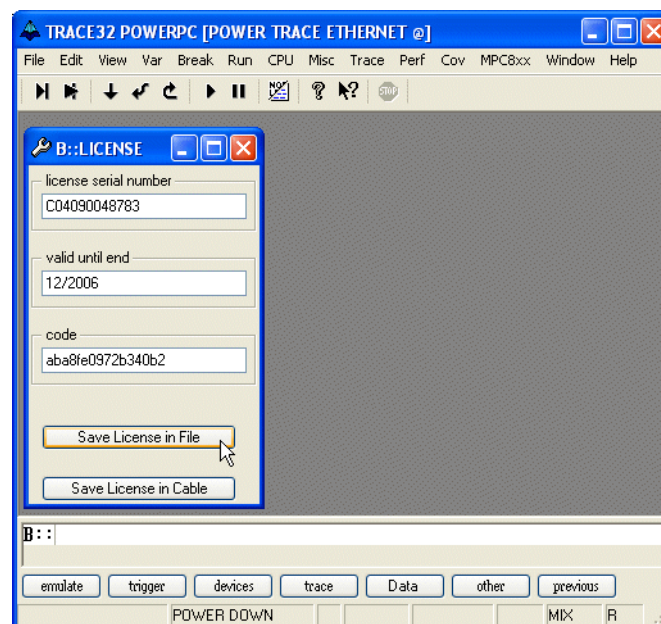 TRACE32 POWERPC [POWER TRACE ETHERNET @]
File Edit View Var Break Run CPU Misc Trace Perf Cov MPC8xx Window Help
STOP
B::LICENSE
license serial number
C04090048783
valid until end
12/2006
code
aba8fe0972b340b2
Save License in File
Save License in Cable
B::
emulate trigger devices trace Data other previous
POWER DOWN MIX R